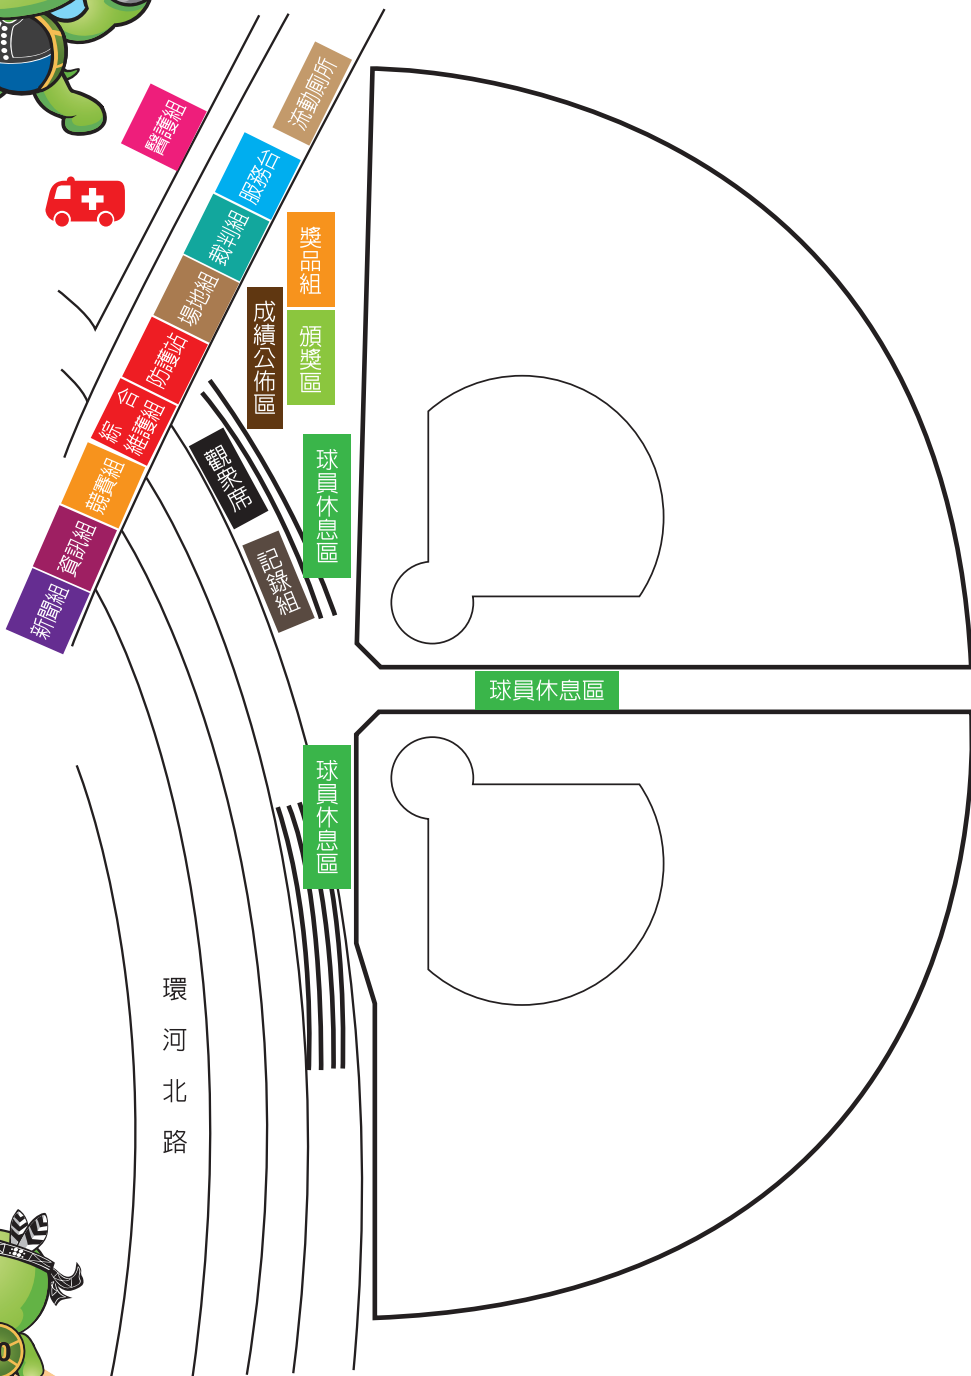 流動廁所
醫護組
服務台
裁判組
場地組
防護站
綜合
維護組
競賽組
資訊組
新聞組
獎品組
成績公佈區
頒獎區
觀眾席
記錄組
球員休息區
球員休息區
球員休息區
環河北路
0